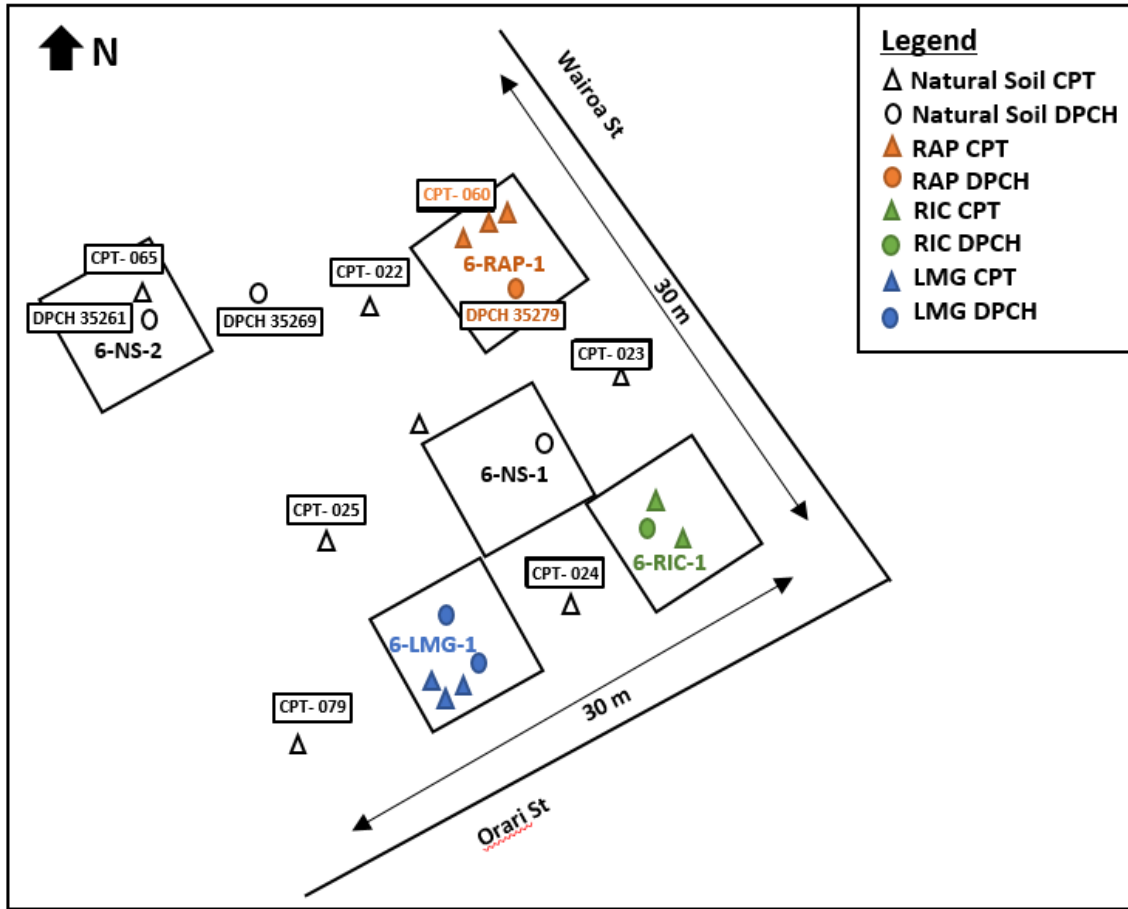 N
Wairoa St
Legend
Natural Soil CPT
Natural Soil DPCH
RAP CPT
RAP DPCH
RIC CPT
RIC DPCH
LMG CPT
LMG DPCH
CPT- 060
6-RAP-1
DPCH 35279
CPT- 065
DPCH 35261
6-NS-2
DPCH 35269
CPT- 022
30 m
CPT- 023
6-NS-1
CPT- 025
6-RIC-1
CPT- 024
6-LMG-1
CPT- 079
30 m
Orari St